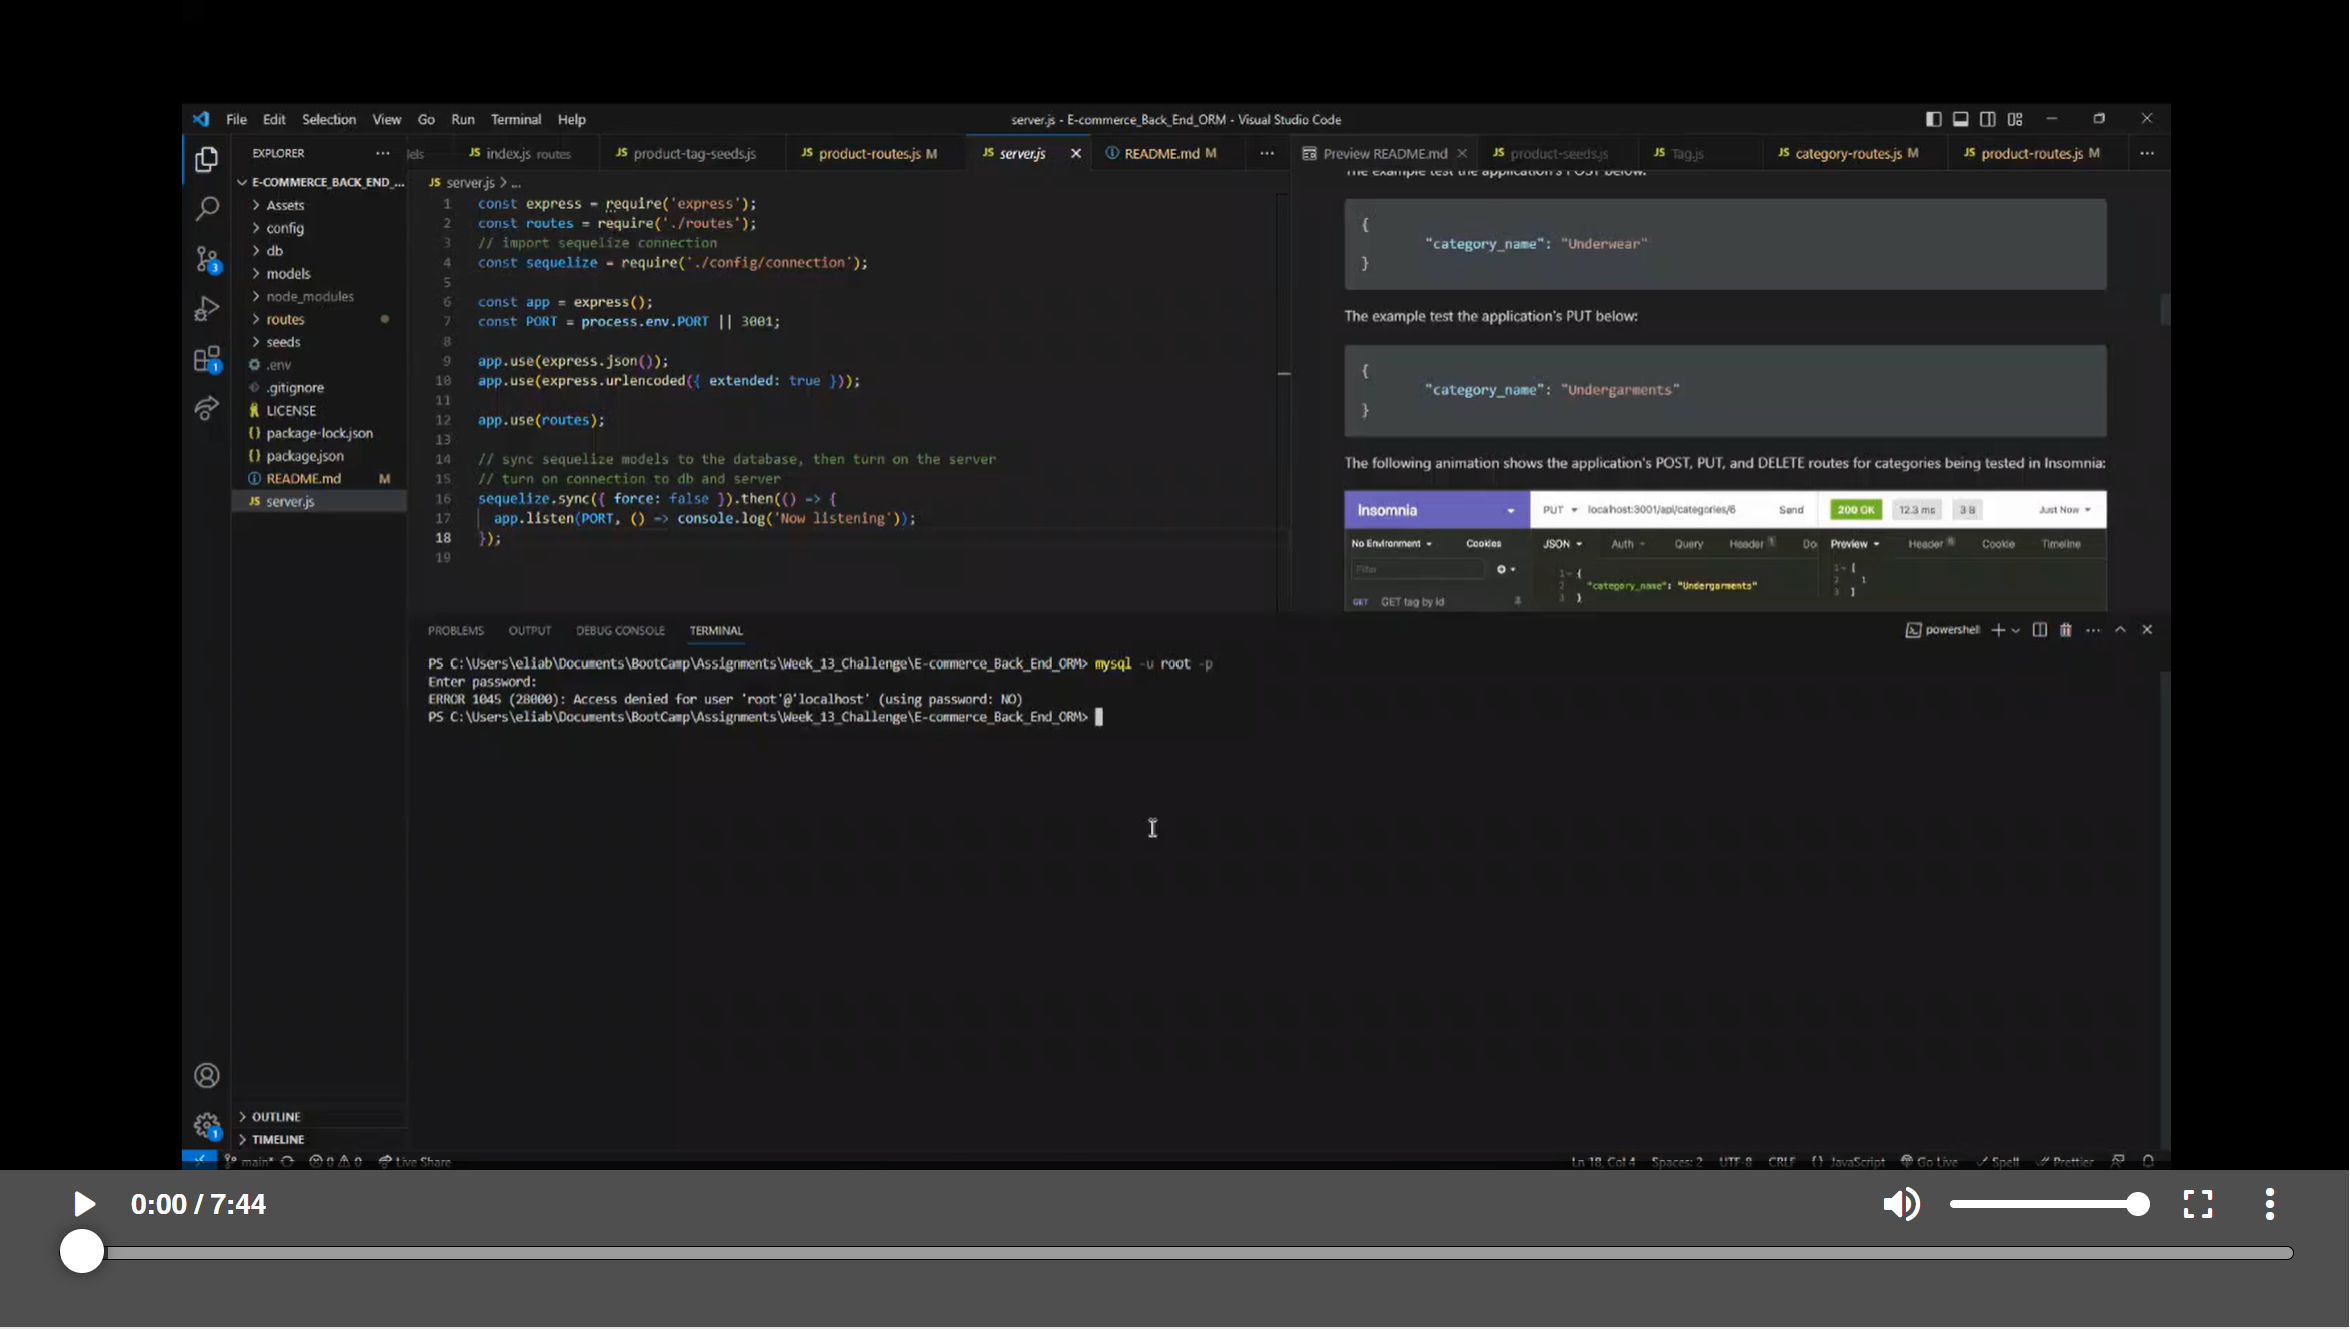 File Edit Selection View Go Run Terminal Help
server.js - E-commerce_Back_End_ORM - Visual Studio Code
EXPLORER ...
E-COMMERCE_BACK_END_...
Assets
config
db
models
node_modules
routes
seeds
.env
.gitignore
LICENSE
package-lock.json
package.json
README.md M
server.js
OUTLINE
TIMELINE
3
1
1
index.js routes
product-tag-seeds.js
product-routes.js M
server.js
README.md M
server.js > ...
1 const express = require('express');
2 const routes = require('./routes');
3 // import sequelize connection
4 const sequelize = require('./config/connection');
5
6 const app = express();
7 const PORT = process.env.PORT || 3001;
8
9 app.use(express.json());
10 app.use(express.urlencoded({ extended: true }));
11
12 app.use(routes);
13
14 // sync sequelize models to the database, then turn on the server
15 // turn on connection to db and server
16 sequelize.sync({ force: false }).then(() => {
17 app.listen(PORT, () => console.log('Now listening'));
18 });
19
Preview README.md
product-seeds.js
Tag.js
category-routes.js M
product-routes.js M
The example test the application's POST below:
{
"category_name": "Underwear"
}
The example test the application's PUT below:
{
"category_name": "Undergarments"
}
The following animation shows the application's POST, PUT, and DELETE routes for categories being tested in Insomnia:
Insomnia
PUT localhost:3001/api/categories/6 Send 200 OK 12.3 ms 3 B Just Now
No Environment Cookies JSON Auth Query Header 1 Do Preview Header 6 Cookie Timeline
Filter
1 {
2 "category_name": "Undergarments"
3 }
1 [
2 1
3 ]
GET GET tag by id
PROBLEMS OUTPUT DEBUG CONSOLE TERMINAL
powershell
PS C:\Users\eliab\Documents\BootCamp\Assignments\Week_13_Challenge\E-commerce_Back_End_ORM> mysql -u root -p
Enter password:
ERROR 1045 (28000): Access denied for user 'root'@'localhost' (using password: NO)
PS C:\Users\eliab\Documents\BootCamp\Assignments\Week_13_Challenge\E-commerce_Back_End_ORM>
main* 0 0 Live Share
Ln 18, Col 4 Spaces: 2 UTF-8 CRLF {} JavaScript Go Live Spell Prettier
0:00 / 7:44